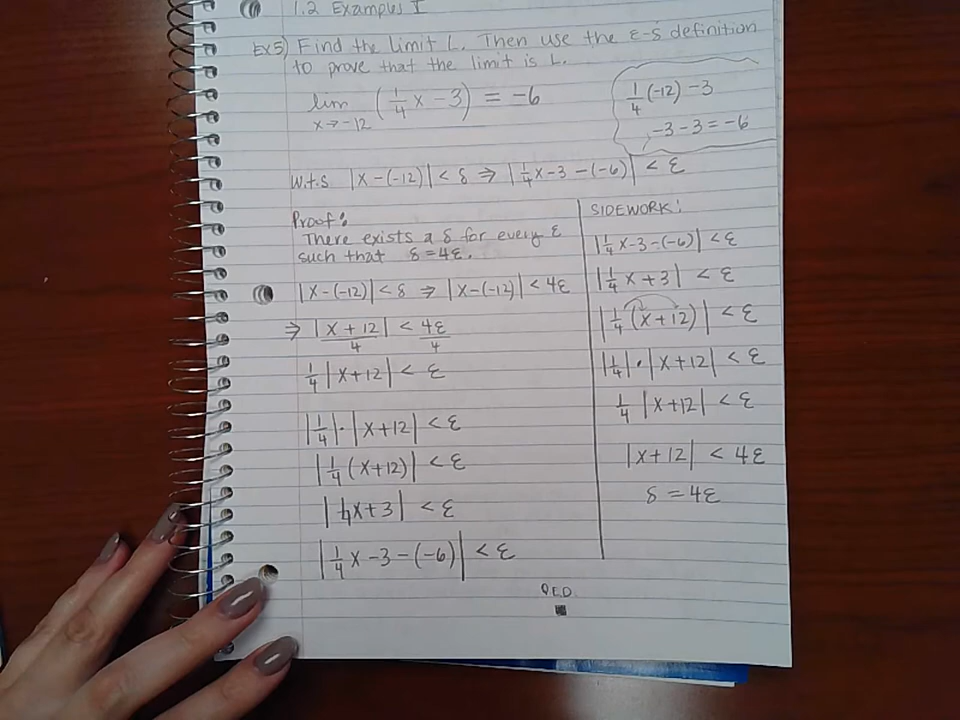 1.2 Examples I
Ex5) Find the limit L. Then use the ε-δ definition
to prove that the limit is L.
lim x→-12 (1/4 x - 3) = -6
1/4 (-12) - 3
-3 - 3 = -6
W.t.s |x-(-12)| < δ ⇒ |1/4 x - 3 - (-6)| < ε
Proof:
There exists a δ for every ε
such that δ = 4ε.
|x-(-12)| < δ ⇒ |x-(-12)| < 4ε
⇒ |x+12|/4 < 4ε/4
1/4 |x+12| < ε
|1/4| · |x+12| < ε
|1/4 (x+12)| < ε
|1/4 x + 3| < ε
|1/4 x - 3 - (-6)| < ε
QED.
SIDEWORK:
|1/4 x - 3 - (-6)| < ε
|1/4 x + 3| < ε
|1/4 (x+12)| < ε
|1/4| · |x+12| < ε
1/4 |x+12| < ε
|x+12| < 4ε
δ = 4ε